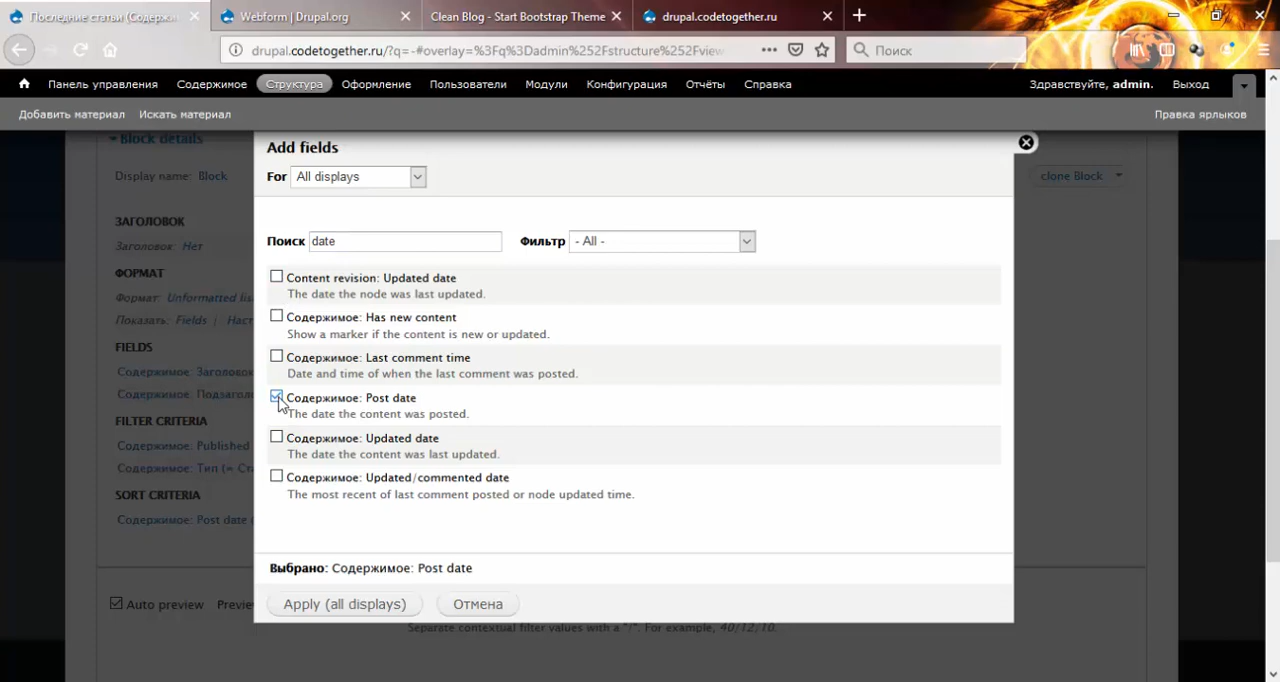 Последние статьи (Содержи
Webform | Drupal.org
Clean Blog - Start Bootstrap Theme
drupal.codetogether.ru/
drupal.codetogether.ru/?q=-#overlay=%3Fq%3Dadmin%252Fstructure%252Fview
Поиск
Панель управления
Содержимое
Структура
Оформление
Пользователи
Модули
Конфигурация
Отчёты
Справка
Здравствуйте, admin.
Выход
Добавить материал
Искать материал
Правка ярлыков
Block details
Display name: Block
clone Block
ЗАГОЛОВОК
Заголовок: Нет
ФОРМАТ
Формат: Unformatted lis
Показать: Fields | Наст
FIELDS
Содержимое: Заголовок
Содержимое: Подзаголо
FILTER CRITERIA
Содержимое: Published
Содержимое: Тип (= Ста
SORT CRITERIA
Содержимое: Post date (
Add fields
For All displays
Поиск date
Фильтр - All -
Content revision: Updated date
The date the node was last updated.
Содержимое: Has new content
Show a marker if the content is new or updated.
Содержимое: Last comment time
Date and time of when the last comment was posted.
Содержимое: Post date
The date the content was posted.
Содержимое: Updated date
The date the content was last updated.
Содержимое: Updated/commented date
The most recent of last comment posted or node updated time.
Выбрано: Содержимое: Post date
Apply (all displays)
Отмена
Auto preview
Previe
Separate contextual filter values with a "/". For example, 40/12/10.